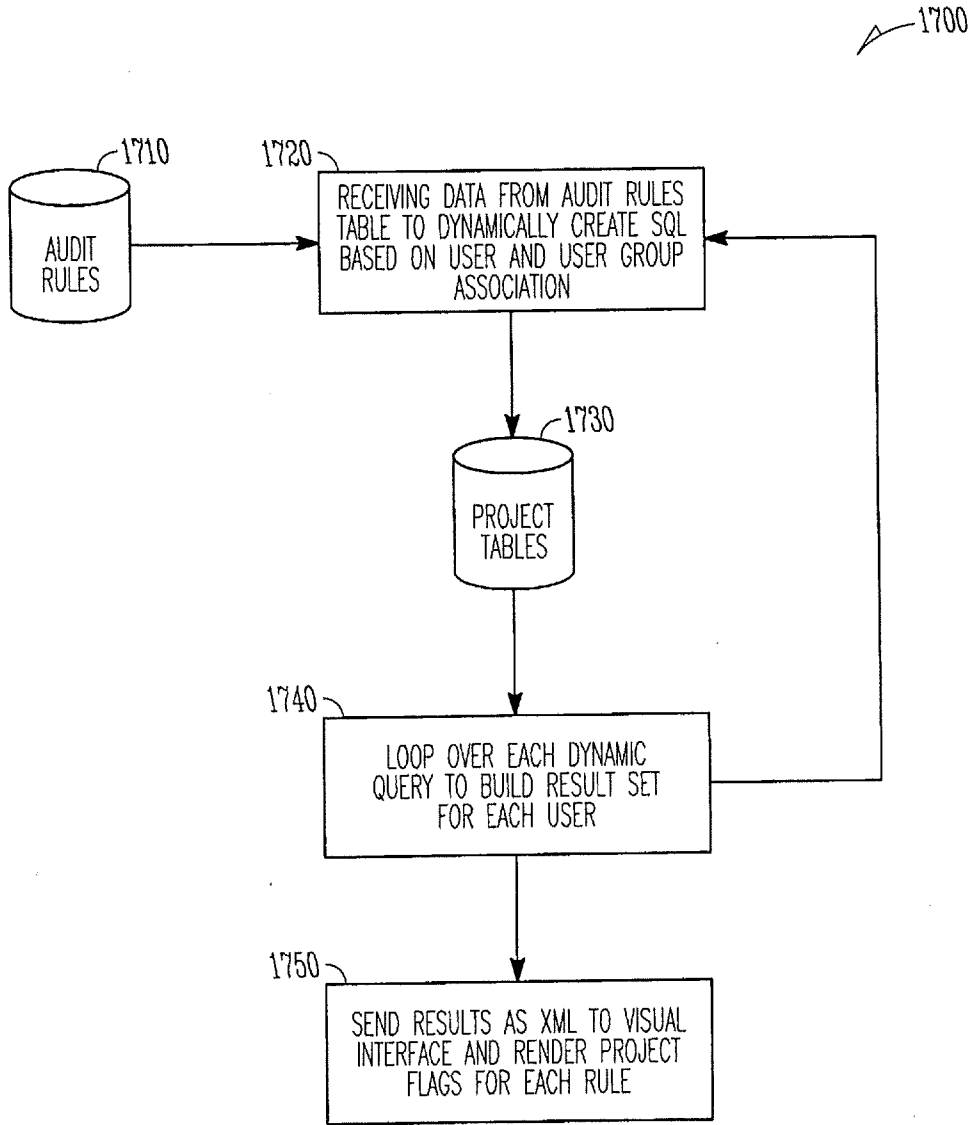 1700
1710
AUDIT
RULES
1720
RECEIVING DATA FROM AUDIT RULES
TABLE TO DYNAMICALLY CREATE SQL
BASED ON USER AND USER GROUP
ASSOCIATION
1730
PROJECT
TABLES
1740
LOOP OVER EACH DYNAMIC
QUERY TO BUILD RESULT SET
FOR EACH USER
1750
SEND RESULTS AS XML TO VISUAL
INTERFACE AND RENDER PROJECT
FLAGS FOR EACH RULE